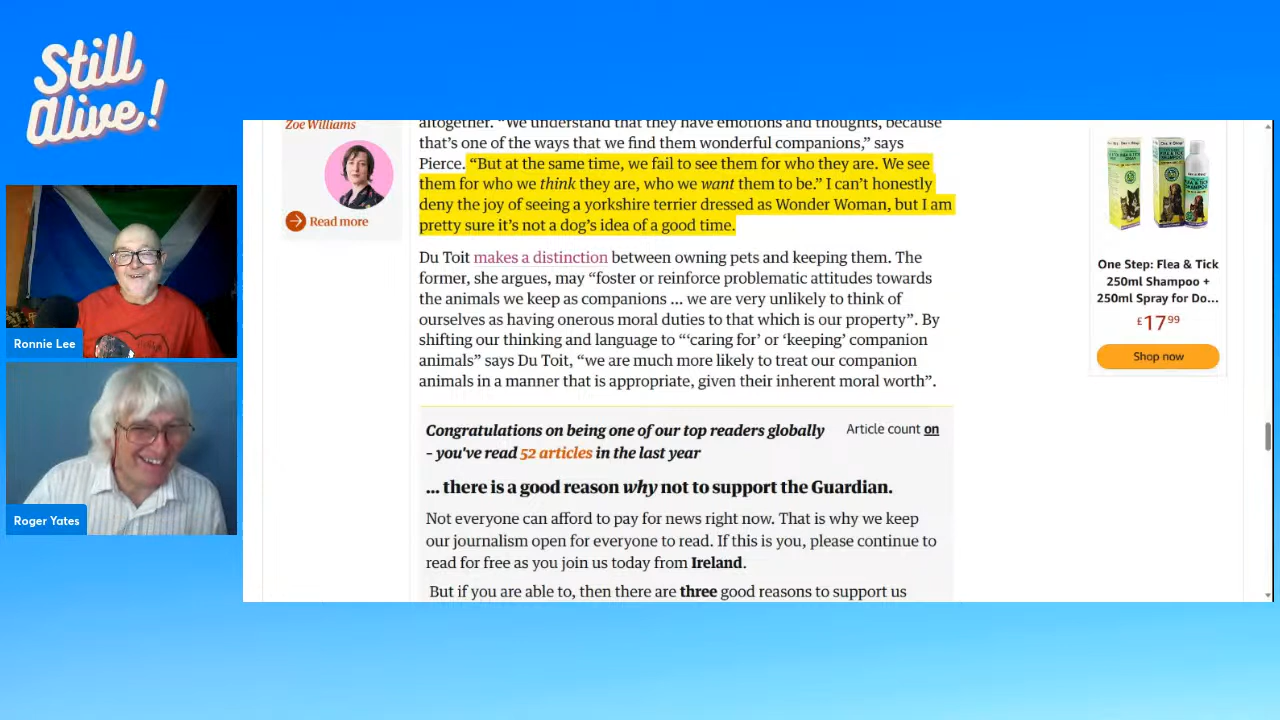 Still
Alive!
Ronnie Lee
Roger Yates
Zoe Williams
Read more
altogether. “We understand that they have emotions and thoughts, because
that’s one of the ways that we find them wonderful companions,” says
Pierce. “But at the same time, we fail to see them for who they are. We see
them for who we think they are, who we want them to be.” I can’t honestly
deny the joy of seeing a yorkshire terrier dressed as Wonder Woman, but I am
pretty sure it’s not a dog’s idea of a good time.
Du Toit makes a distinction between owning pets and keeping them. The
former, she argues, may “foster or reinforce problematic attitudes towards
the animals we keep as companions ... we are very unlikely to think of
ourselves as having onerous moral duties to that which is our property”. By
shifting our thinking and language to “‘caring for’ or ‘keeping’ companion
animals” says Du Toit, “we are much more likely to treat our companion
animals in a manner that is appropriate, given their inherent moral worth”.
Congratulations on being one of our top readers globally
– you’ve read 52 articles in the last year
Article count on
... there is a good reason why not to support the Guardian.
Not everyone can afford to pay for news right now. That is why we keep
our journalism open for everyone to read. If this is you, please continue to
read for free as you join us today from Ireland.
But if you are able to, then there are three good reasons to support us
One Step: Flea & Tick
250ml Shampoo +
250ml Spray for Do...
£17⁹⁹
Shop now